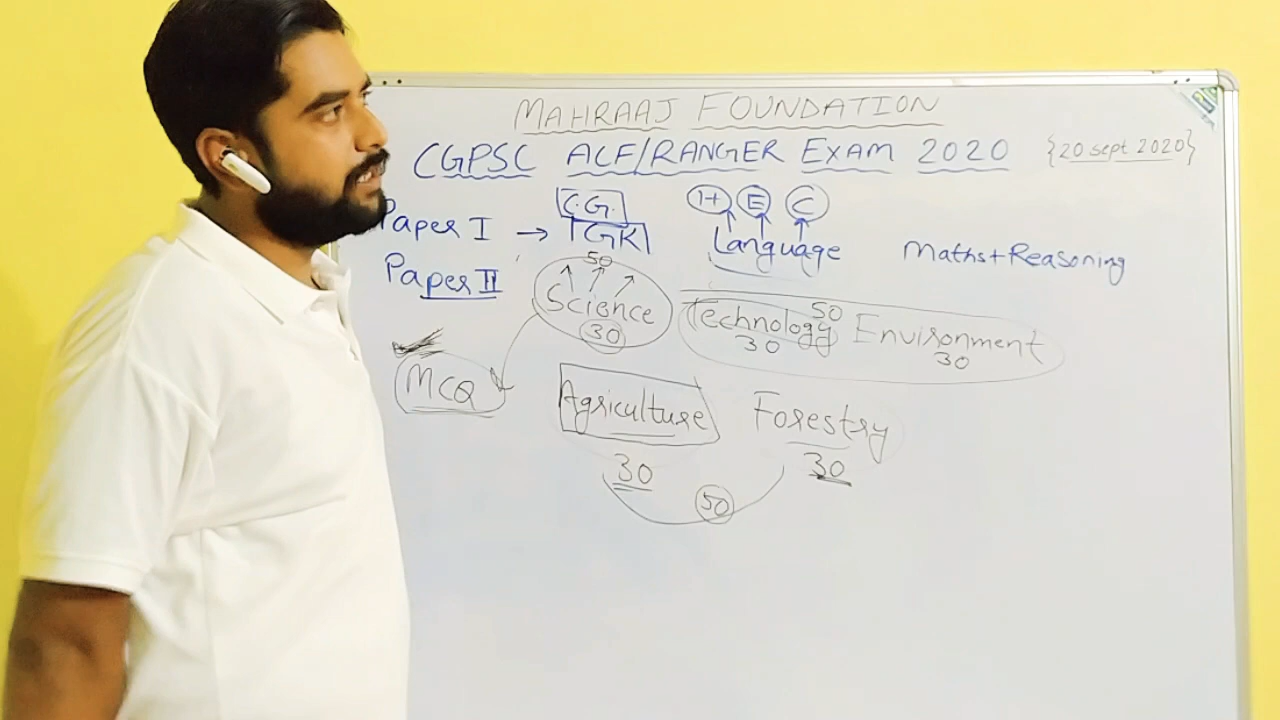 MAHRAAJ FOUNDATION
CGPSC ACF/RANGER EXAM 2020 {20 sept 2020}
C.G. H E C
Paper I → GK Language Maths+Reasoning
Paper II
50
Science
30
Technology 50 Environment
30 30
MCQ
Agriculture Forestry
30 30
50